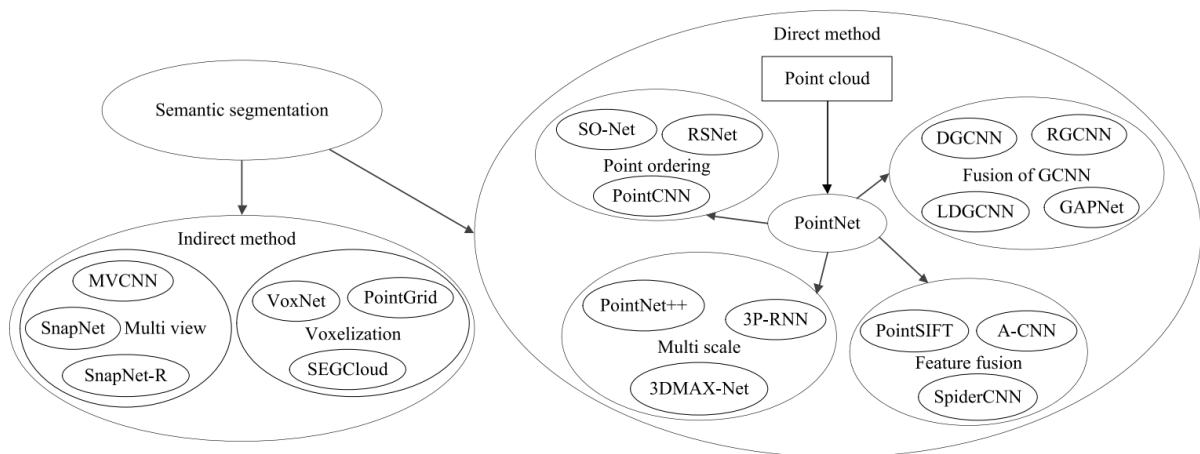 Semantic segmentation
Indirect method
MVCNN
SnapNet
Multi view
SnapNet-R
VoxNet
PointGrid
Voxelization
SEGCloud
Direct method
Point cloud
SO-Net
RSNet
Point ordering
PointCNN
PointNet
DGCNN
RGCNN
Fusion of GCNN
LDGCNN
GAPNet
PointNet++
3P-RNN
Multi scale
3DMAX-Net
PointSIFT
A-CNN
Feature fusion
SpiderCNN